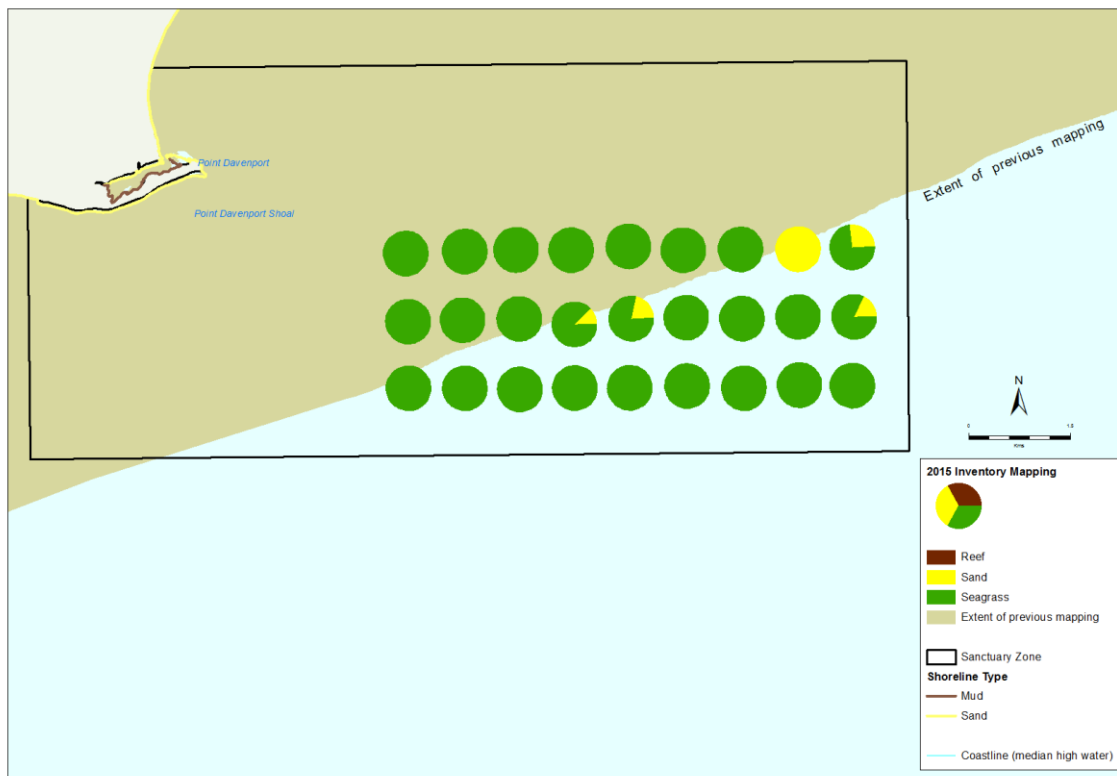 Point Davenport
Point Davenport Shoal
Extent of previous mapping
N
0
2015 Inventory Mapping
Reef
Sand
Seagrass
Extent of previous mapping
Sanctuary Zone
Shoreline Type
Mud
Sand
Coastline (median high water)